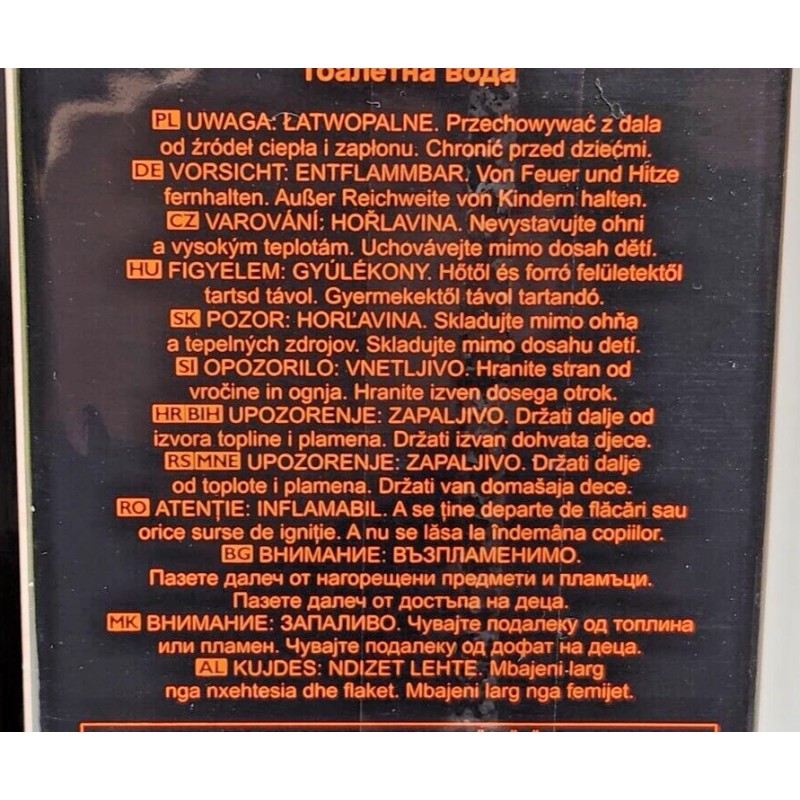 тоалетна вода
PL UWAGA: ŁATWOPALNE. Przechowywać z dala
od źródeł ciepła i zapłonu. Chronić przed dziećmi.
DE VORSICHT: ENTFLAMMBAR. Von Feuer und Hitze
fernhalten. Außer Reichweite von Kindern halten.
CZ VAROVÁNÍ: HOŘLAVINA. Nevystavujte ohni
a vysokým teplotám. Uchovávejte mimo dosah dětí.
HU FIGYELEM: GYÚLÉKONY. Hőtől és forró felületektől
tartsd távol. Gyermekektől távol tartandó.
SK POZOR: HORĽAVINA. Skladujte mimo ohňa
a tepelných zdrojov. Skladujte mimo dosahu detí.
SI OPOZORILO: VNETLJIVO. Hranite stran od
vročine in ognja. Hranite izven dosega otrok.
HR BIH UPOZORENJE: ZAPALJIVO. Držati dalje od
izvora topline i plamena. Držati izvan dohvata djece.
RS MNE UPOZORENJE: ZAPALJIVO. Držati dalje
od toplote i plamena. Držati van domašaja dece.
RO ATENȚIE: INFLAMABIL. A se ține departe de flăcări sau
orice surse de igniție. A nu se lăsa la îndemâna copiilor.
BG ВНИМАНИЕ: ВЪЗПЛАМЕНИМО.
Пазете далеч от нагорещени предмети и пламъци.
Пазете далеч от достъпа на деца.
MK ВНИМАНИЕ: ЗАПАЛИВО. Чувајте подалеку од топлина
или пламен. Чувајте подалеку од дофат на деца.
AL KUJDES: NDIZET LEHTE. Mbajeni larg
nga nxehtesia dhe flaket. Mbajeni larg nga femijet.